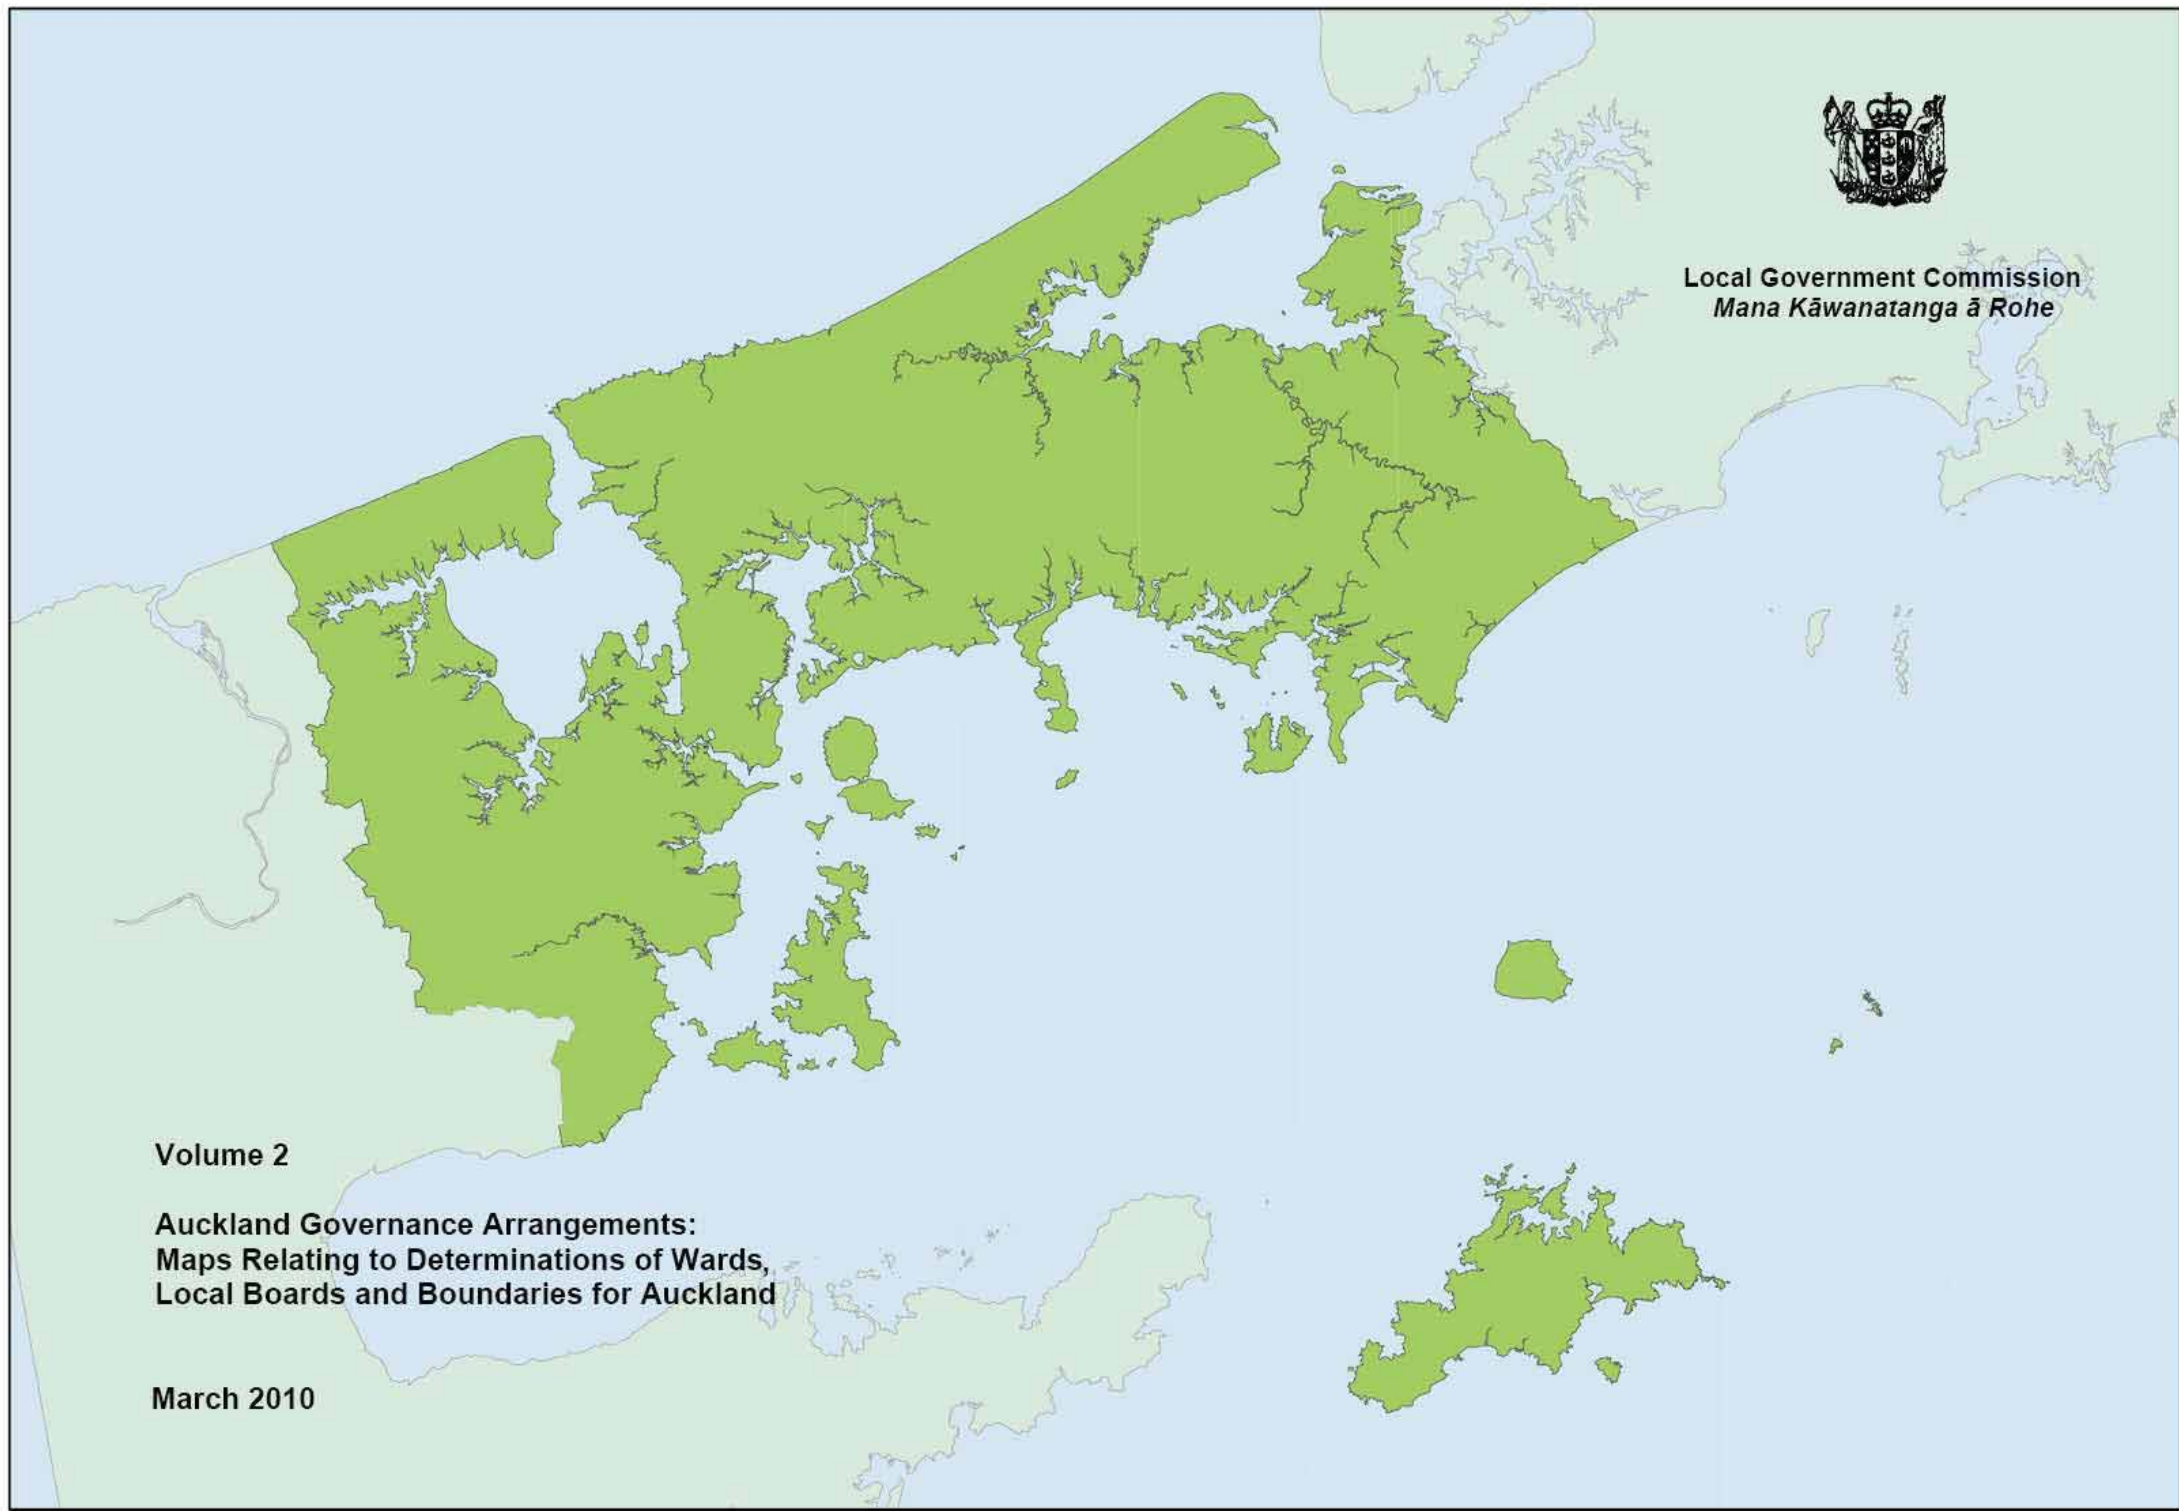 Local Government Commission
Mana Kāwanatanga ā Rohe
Volume 2
Auckland Governance Arrangements:
Maps Relating to Determinations of Wards,
Local Boards and Boundaries for Auckland
March 2010